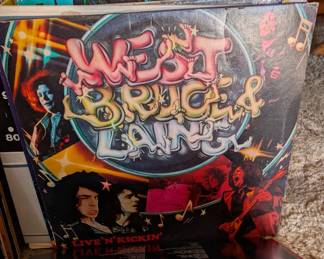 WEST
BRUCE &
LAING
LIVE 'N' KICKIN'